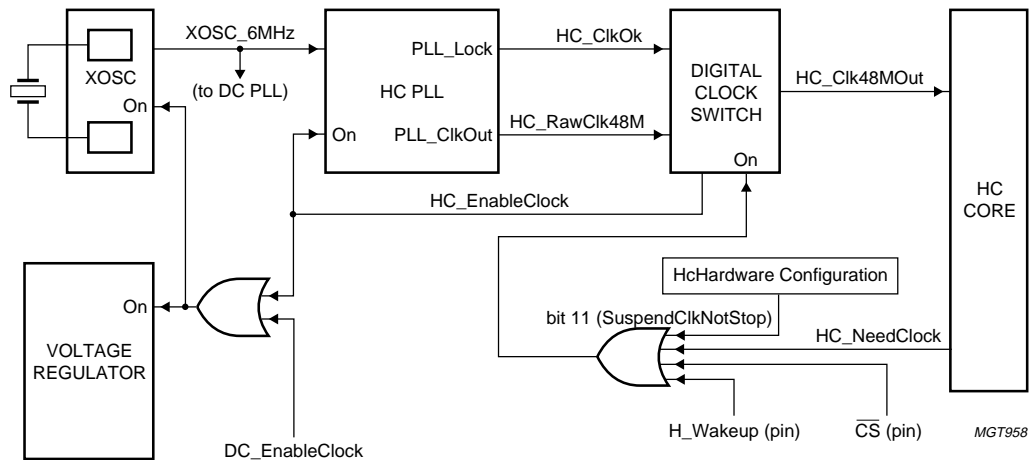 XOSC_6MHz
XOSC
(to DC PLL)
On
PLL_Lock
HC PLL
On
PLL_ClkOut
HC_ClkOk
HC_RawClk48M
DIGITAL
CLOCK
SWITCH
On
HC_Clk48MOut
HC
CORE
HC_EnableClock
On
VOLTAGE
REGULATOR
DC_EnableClock
HcHardware Configuration
bit 11 (SuspendClkNotStop)
HC_NeedClock
H_Wakeup (pin)
C̅S̅ (pin)
MGT958